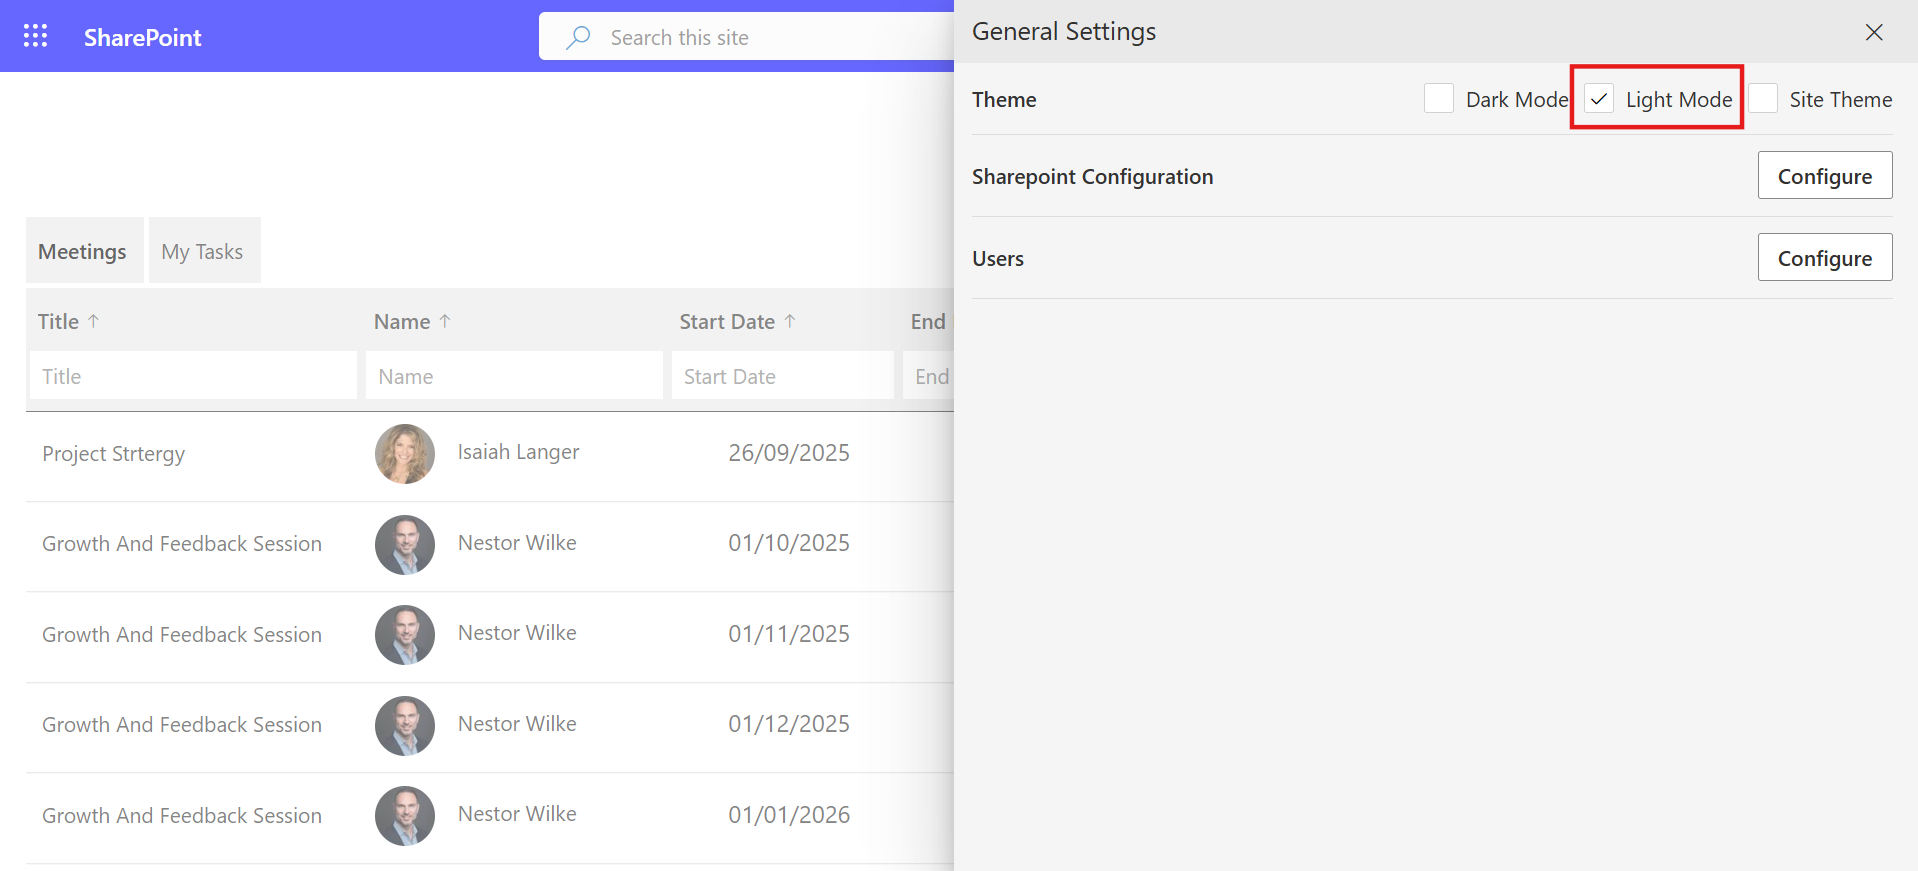 SharePoint
Search this site
General Settings
Theme
Dark Mode
Light Mode
Site Theme
Sharepoint Configuration
Configure
Users
Configure
Meetings
My Tasks
Title ↑ Name ↑ Start Date ↑ End
Title Name Start Date End
Project Strtergy Isaiah Langer 26/09/2025
Growth And Feedback Session Nestor Wilke 01/10/2025
Growth And Feedback Session Nestor Wilke 01/11/2025
Growth And Feedback Session Nestor Wilke 01/12/2025
Growth And Feedback Session Nestor Wilke 01/01/2026